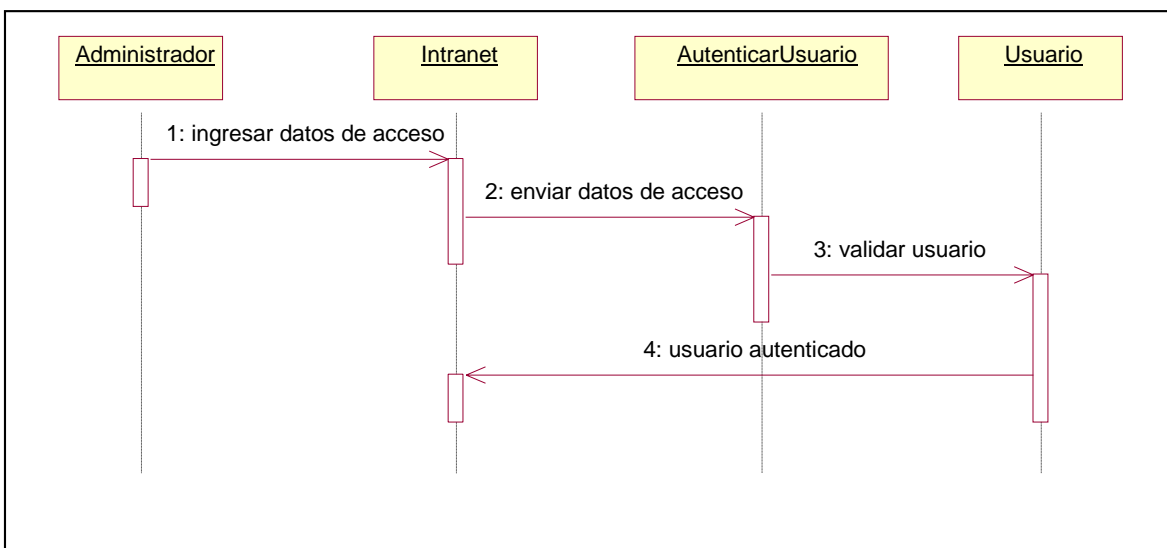 Administrador
Intranet
AutenticarUsuario
Usuario
1: ingresar datos de acceso
2: enviar datos de acceso
3: validar usuario
4: usuario autenticado